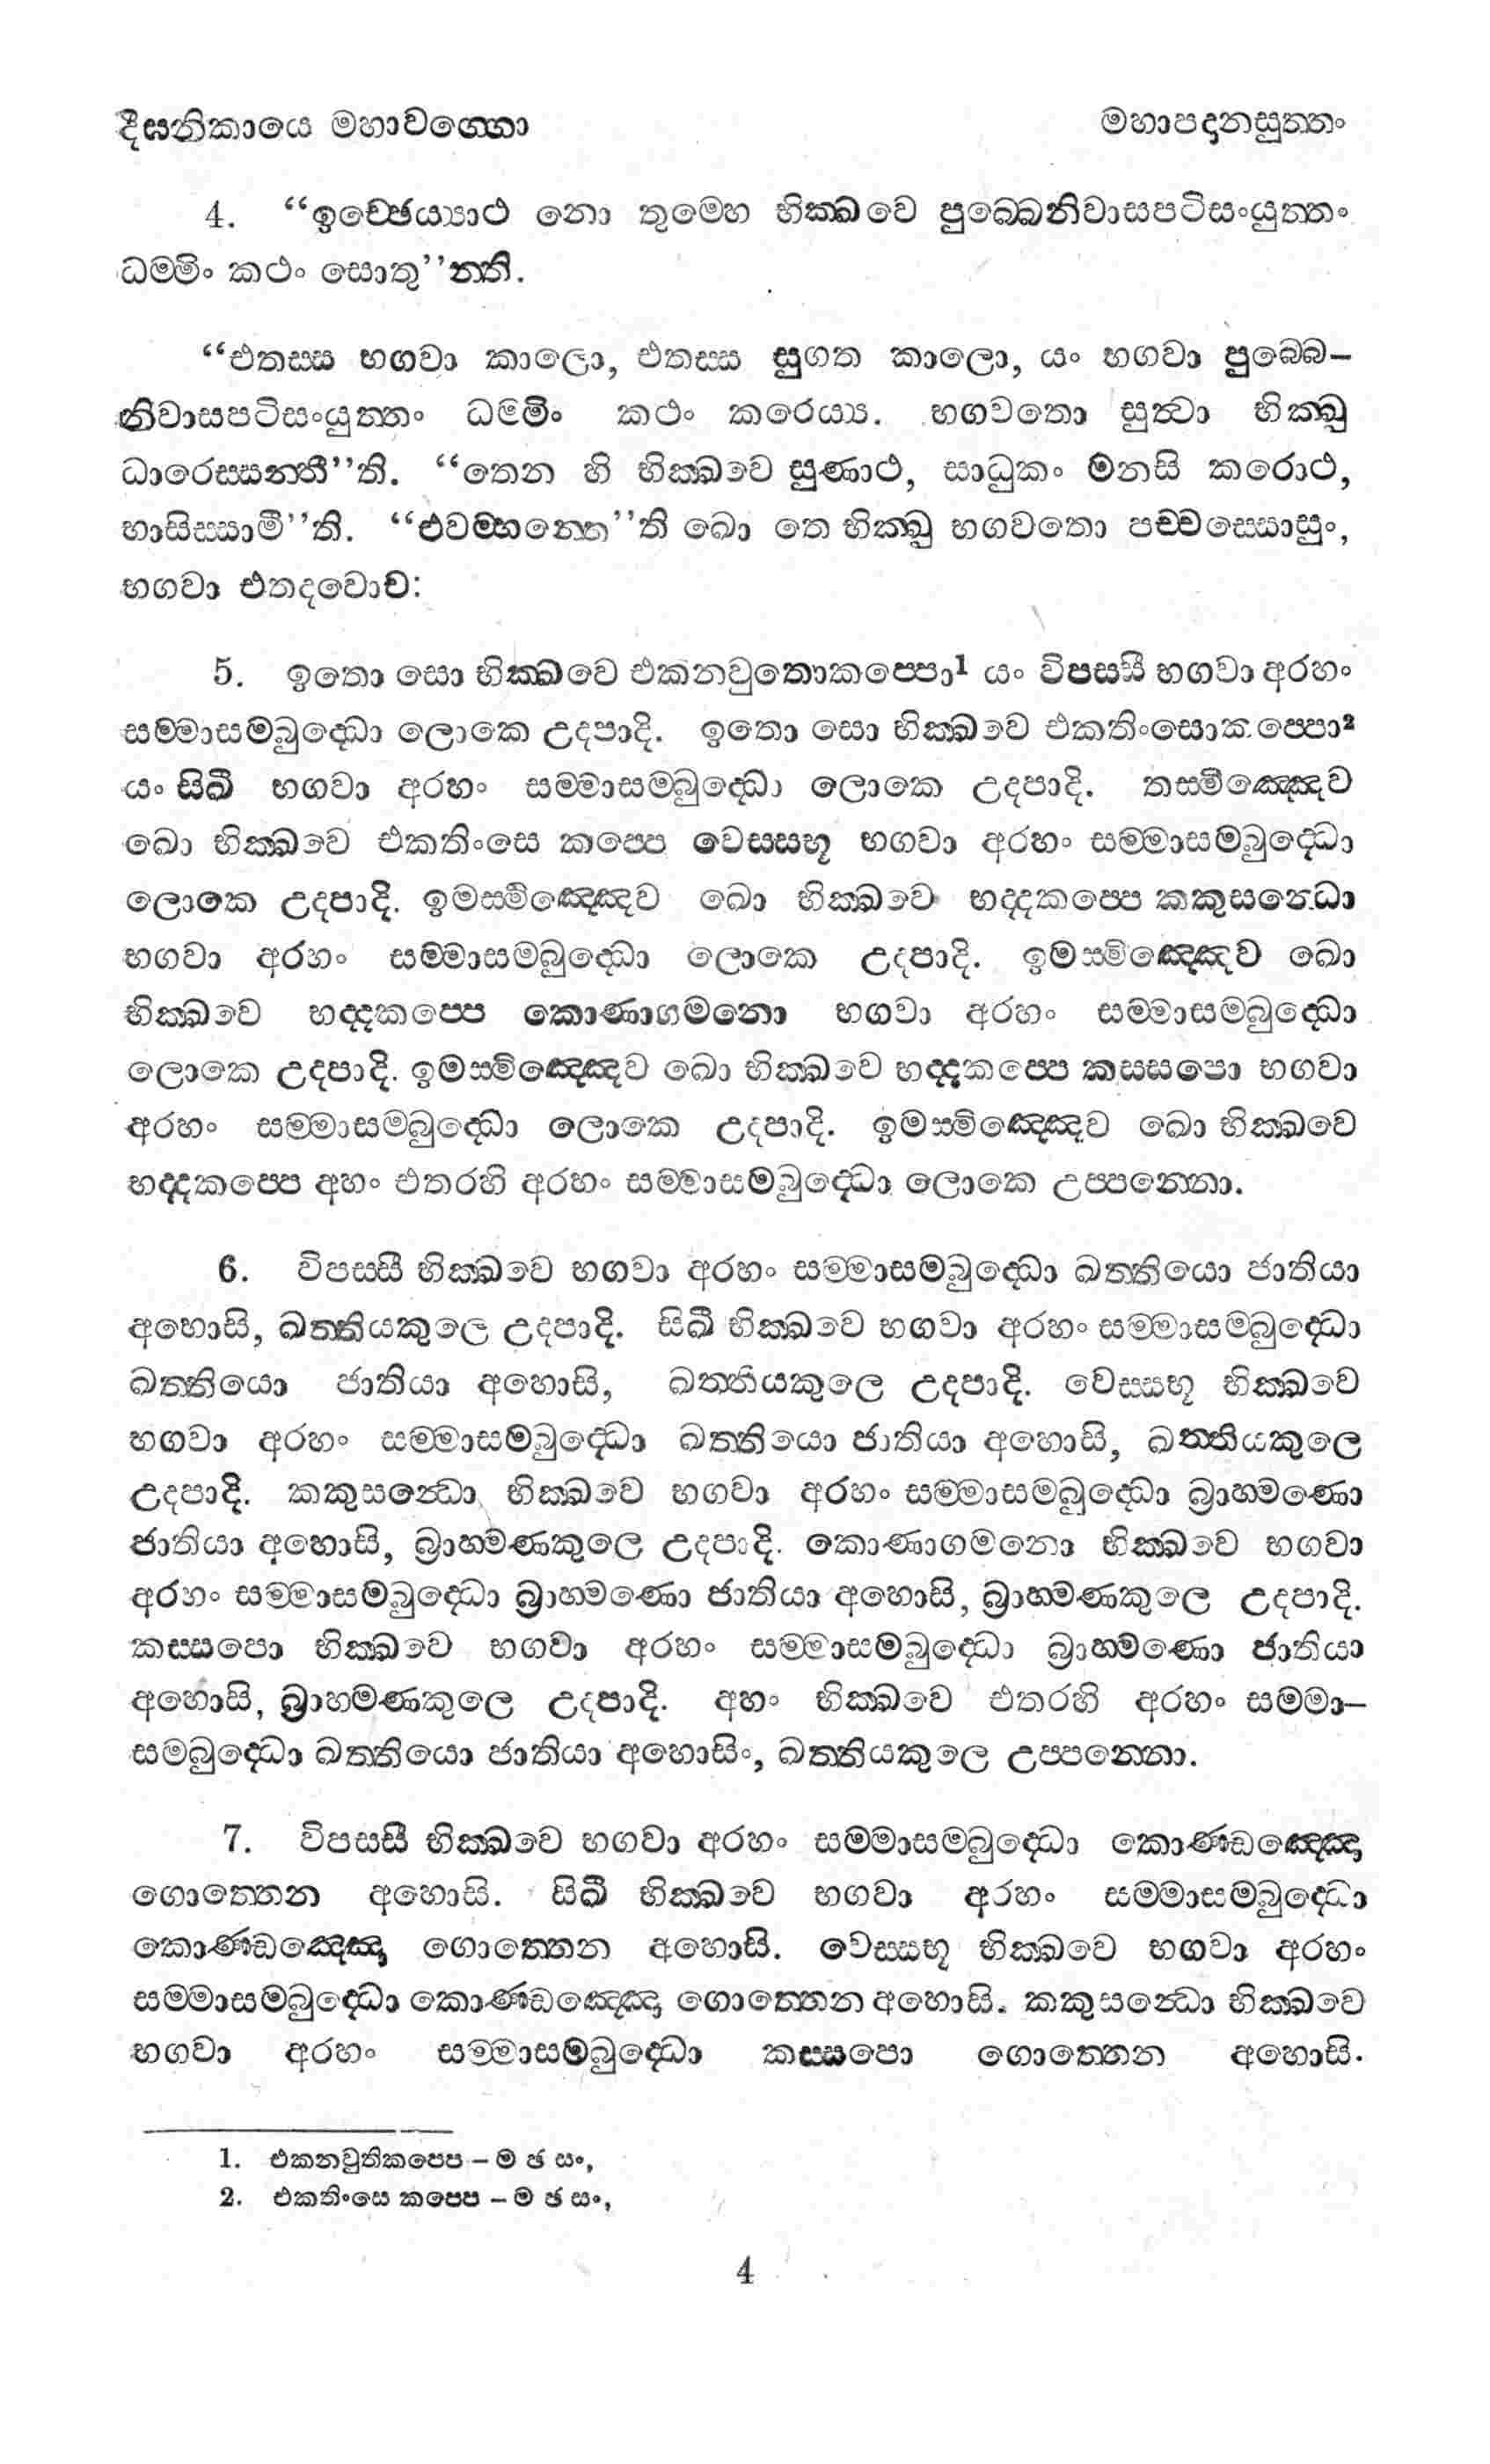 දීඝනිකායෙ මහාවග්ගො මහාපදානසුත්තං
4. “ඉච්ඡෙය්‍යාථ නො තුම්හෙ භික්ඛවෙ පුබ්බෙනිවාසපටිසංයුත්තං
ධම්මිං කථං සොතු”න්ති.
“එතස්ස භගවා කාලො, එතස්ස සුගත කාලො, යං භගවා පුබ්බෙ–
නිවාසපටිසංයුත්තං ධම්මිං කථං කරෙය්‍ය. භගවතො සුත්‍වා භික්ඛු
ධාරෙස්සන්තී”ති. “තෙන හි භික්ඛවෙ සුණාථ, සාධුකං මනසි කරොථ,
භාසිස්සාමී”ති. “එවම්භන්තෙ”ති ඛො තෙ භික්ඛු භගවතො පච්චස්සොසුං,
භගවා එතදවොච:
5. ඉතො සො භික්ඛවෙ එකනවුතොකප්පො1 යං විපස්සී භගවා අරහං
සම්මාසම්බුද්ධො ලොකෙ උදපාදි. ඉතො සො භික්ඛවෙ එකතිංසොකප්පො2
යං සිඛී භගවා අරහං සම්මාසම්බුද්ධො ලොකෙ උදපාදි. තස්මිඤ්ඤෙව
ඛො භික්ඛවෙ එකතිංසෙ කප්පෙ වෙස්සභූ භගවා අරහං සම්මාසම්බුද්ධො
ලොකෙ උදපාදි. ඉමස්මිඤ්ඤෙව ඛො භික්ඛවෙ භද්දකප්පෙ කකුසන්ධො
භගවා අරහං සම්මාසම්බුද්ධො ලොකෙ උදපාදි. ඉමස්මිඤ්ඤෙව ඛො
භික්ඛවෙ භද්දකප්පෙ කොණාගමනො භගවා අරහං සම්මාසම්බුද්ධො
ලොකෙ උදපාදි. ඉමස්මිඤ්ඤෙව ඛො භික්ඛවෙ භද්දකප්පෙ කස්සපො භගවා
අරහං සම්මාසම්බුද්ධො ලොකෙ උදපාදි. ඉමස්මිඤ්ඤෙව ඛො භික්ඛවෙ
භද්දකප්පෙ අහං එතරහි අරහං සම්මාසම්බුද්ධො ලොකෙ උප්පන්නො.
6. විපස්සී භික්ඛවෙ භගවා අරහං සම්මාසම්බුද්ධො ඛත්තියො ජාතියා
අහොසි, ඛත්තියකුලෙ උදපාදි. සිඛී භික්ඛවෙ භගවා අරහං සම්මාසම්බුද්ධො
ඛත්තියො ජාතියා අහොසි, ඛත්තියකුලෙ උදපාදි. වෙස්සභූ භික්ඛවෙ
භගවා අරහං සම්මාසම්බුද්ධො ඛත්තියො ජාතියා අහොසි, ඛත්තියකුලෙ
උදපාදි. කකුසන්ධො භික්ඛවෙ භගවා අරහං සම්මාසම්බුද්ධො බ්‍රාහ්මණො
ජාතියා අහොසි, බ්‍රාහ්මණකුලෙ උදපාදි. කොණාගමනො භික්ඛවෙ භගවා
අරහං සම්මාසම්බුද්ධො බ්‍රාහ්මණො ජාතියා අහොසි, බ්‍රාහ්මණකුලෙ උදපාදි.
කස්සපො භික්ඛවෙ භගවා අරහං සම්මාසම්බුද්ධො බ්‍රාහ්මණො ජාතියා
අහොසි, බ්‍රාහ්මණකුලෙ උදපාදි. අහං භික්ඛවෙ එතරහි අරහං සම්මා–
සම්බුද්ධො ඛත්තියො ජාතියා අහොසිං, ඛත්තියකුලෙ උප්පන්නො.
7. විපස්සී භික්ඛවෙ භගවා අරහං සම්මාසම්බුද්ධො කොණ්ඩඤ්ඤො
ගොත්තෙන අහොසි. සිඛී භික්ඛවෙ භගවා අරහං සම්මාසම්බුද්ධො
කොණ්ඩඤ්ඤො ගොත්තෙන අහොසි. වෙස්සභූ භික්ඛවෙ භගවා අරහං
සම්මාසම්බුද්ධො කොණ්ඩඤ්ඤො ගොත්තෙන අහොසි. කකුසන්ධො භික්ඛවෙ
භගවා අරහං සම්මාසම්බුද්ධො කස්සපො ගොත්තෙන අහොසි.
1. එකනවුතිකප්පෙ – ම ඡ සං,
2. එකතිංසෙ කප්පෙ – ම ඡ සං,
4